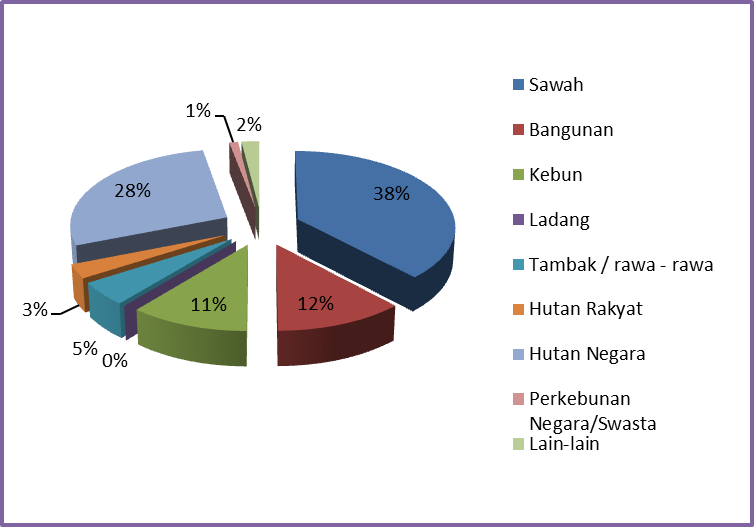 1%
2%
28%
38%
3%
11%
12%
5%
0%
Sawah
Bangunan
Kebun
Ladang
Tambak / rawa - rawa
Hutan Rakyat
Hutan Negara
Perkebunan
Negara/Swasta
Lain-lain